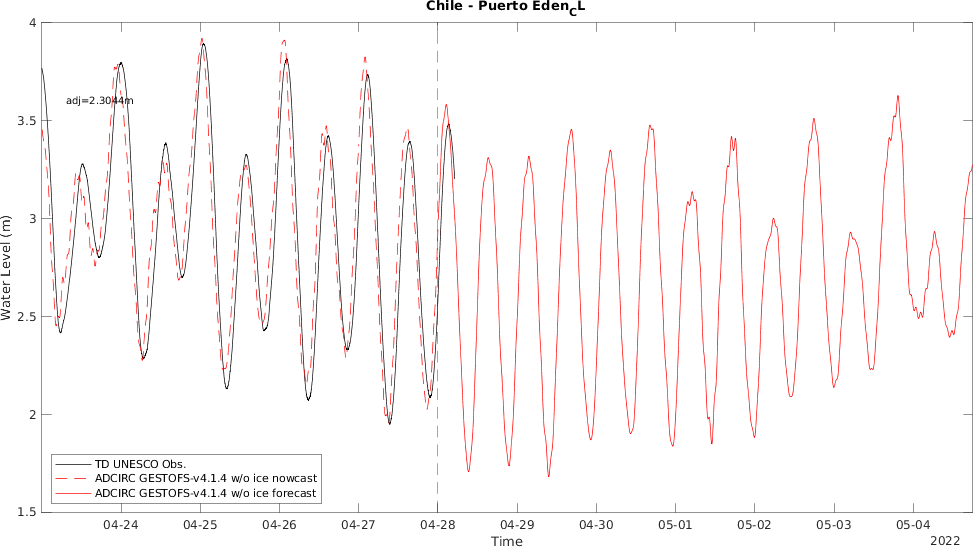 Chile - Puerto Eden_CL
4
3.5
3
2.5
2
1.5
Water Level (m)
adj=2.3044m
TD UNESCO Obs.
ADCIRC GESTOFS-v4.1.4 w/o ice nowcast
ADCIRC GESTOFS-v4.1.4 w/o ice forecast
04-24 04-25 04-26 04-27 04-28 04-29 04-30 05-01 05-02 05-03 05-04
Time
2022